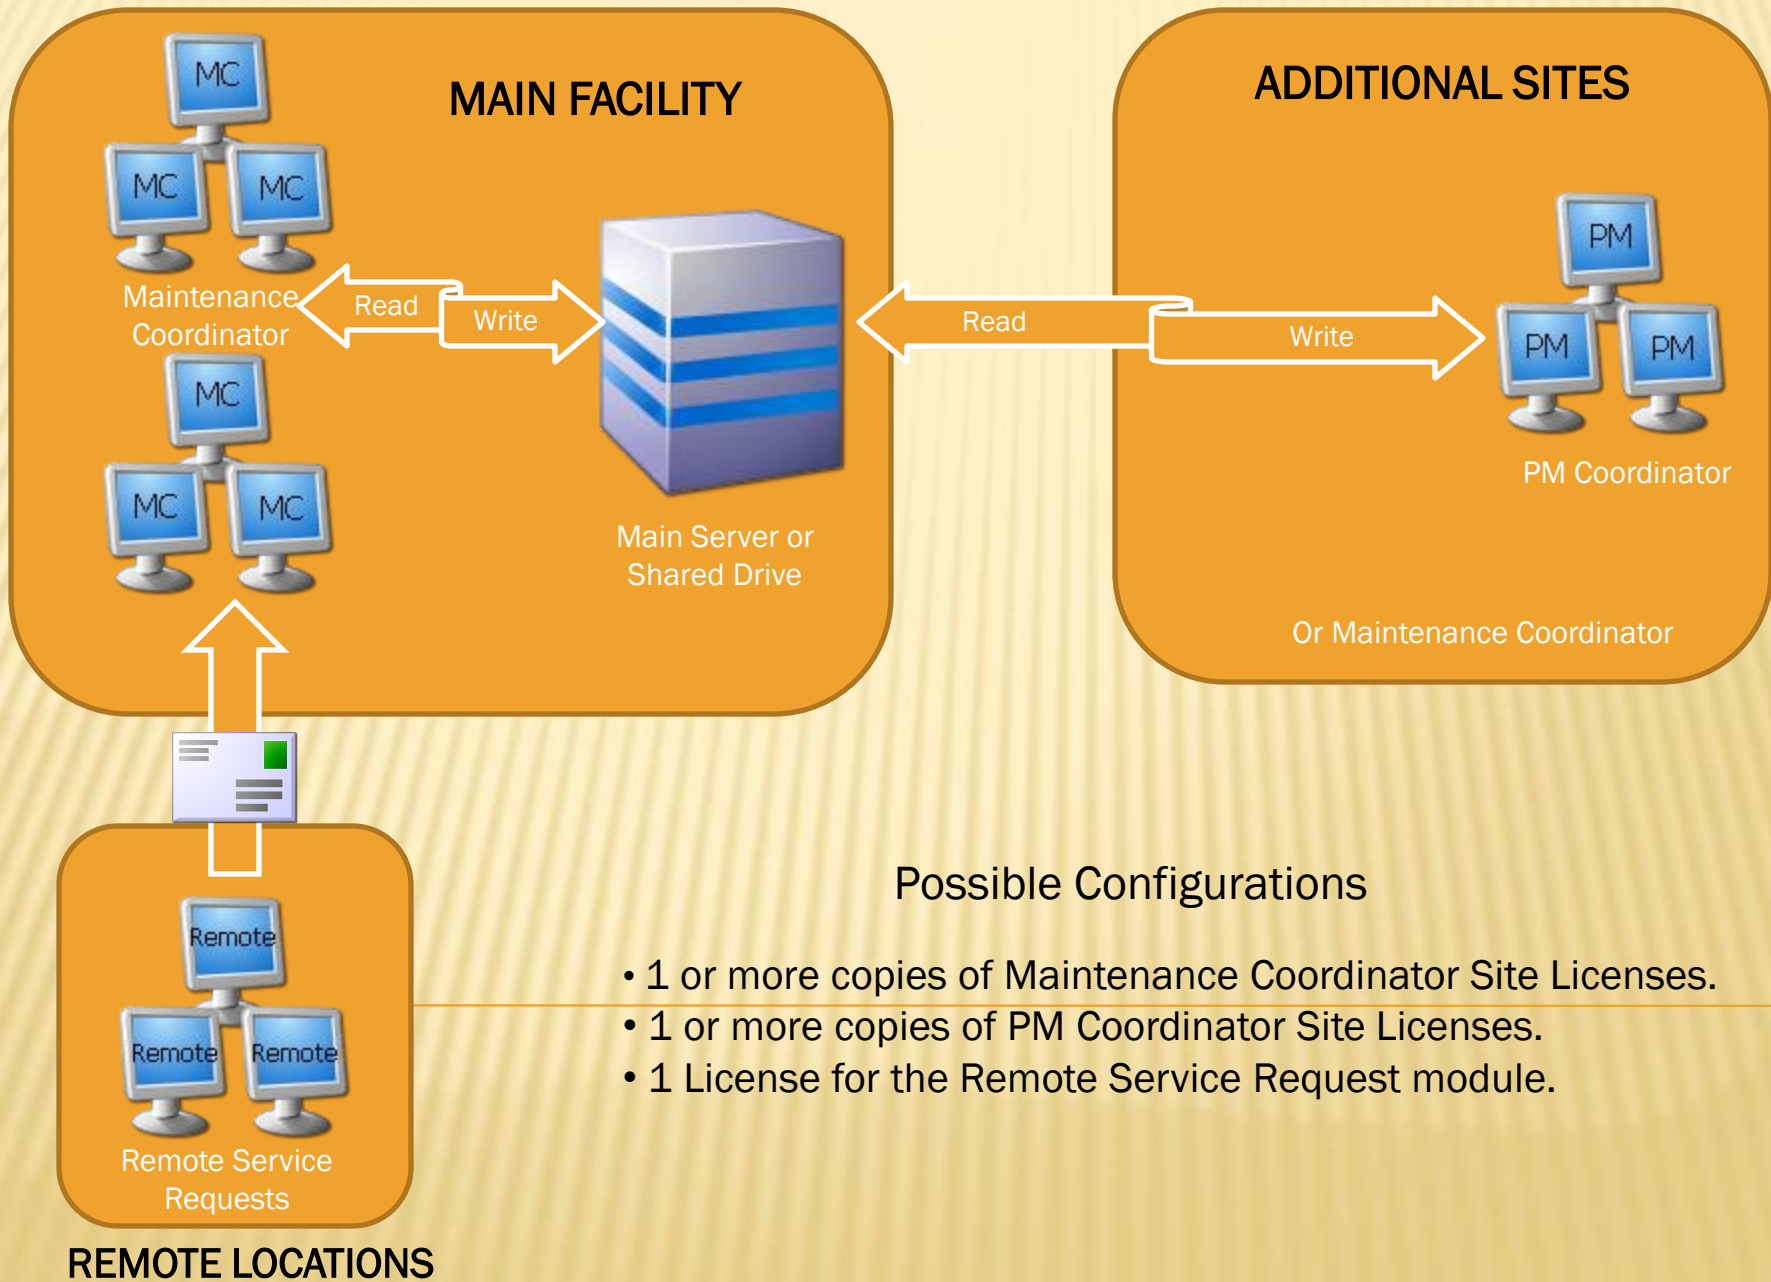 MAIN FACILITY
MC
MC
MC
Maintenance
Coordinator
Read
Write
MC
MC
MC
Main Server or
Shared Drive
ADDITIONAL SITES
Read
Write
PM
PM
PM
PM Coordinator
Or Maintenance Coordinator
Remote
Remote
Remote
Remote Service
Requests
REMOTE LOCATIONS
Possible Configurations
• 1 or more copies of Maintenance Coordinator Site Licenses.
• 1 or more copies of PM Coordinator Site Licenses.
• 1 License for the Remote Service Request module.